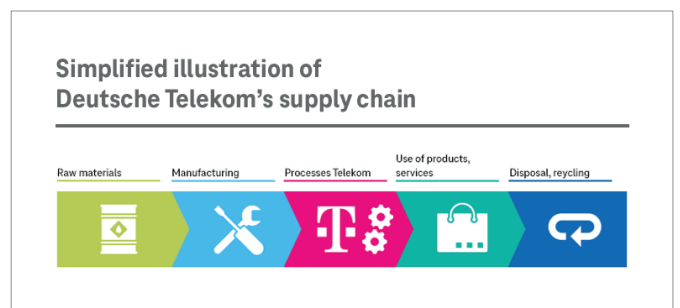 Simplified illustration of
Deutsche Telekom’s supply chain
Raw materials
Manufacturing
Processes Telekom
Use of products,
services
Disposal, reycling
T